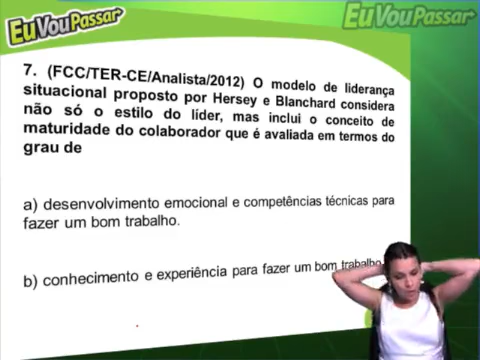 EuVouPassar
EuVouPassar
7. (FCC/TER-CE/Analista/2012) O modelo de liderança
situacional proposto por Hersey e Blanchard considera
não só o estilo do líder, mas inclui o conceito de
maturidade do colaborador que é avaliada em termos do
grau de
a) desenvolvimento emocional e competências técnicas para
fazer um bom trabalho.
b) conhecimento e experiência para fazer um bom trabalho